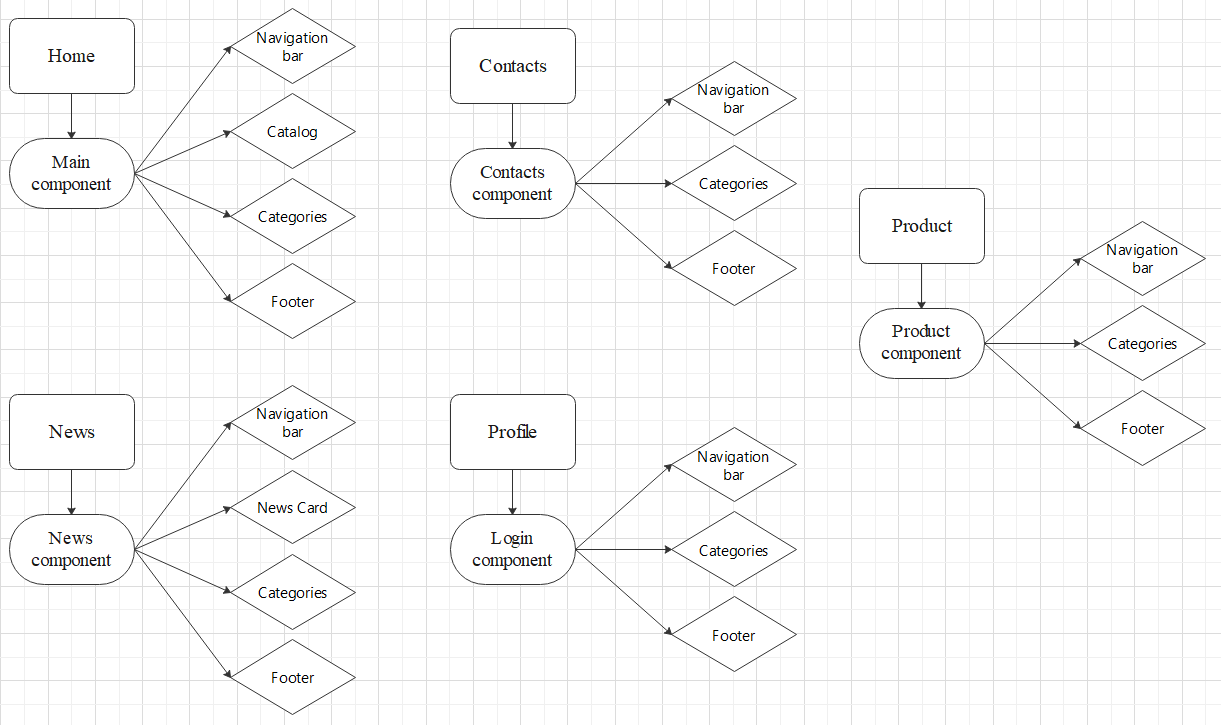 Home
Main
component
Navigation
bar
Catalog
Categories
Footer
Contacts
Contacts
component
Navigation
bar
Categories
Footer
Product
Product
component
Navigation
bar
Categories
Footer
News
News
component
Navigation
bar
News Card
Categories
Footer
Profile
Login
component
Navigation
bar
Categories
Footer